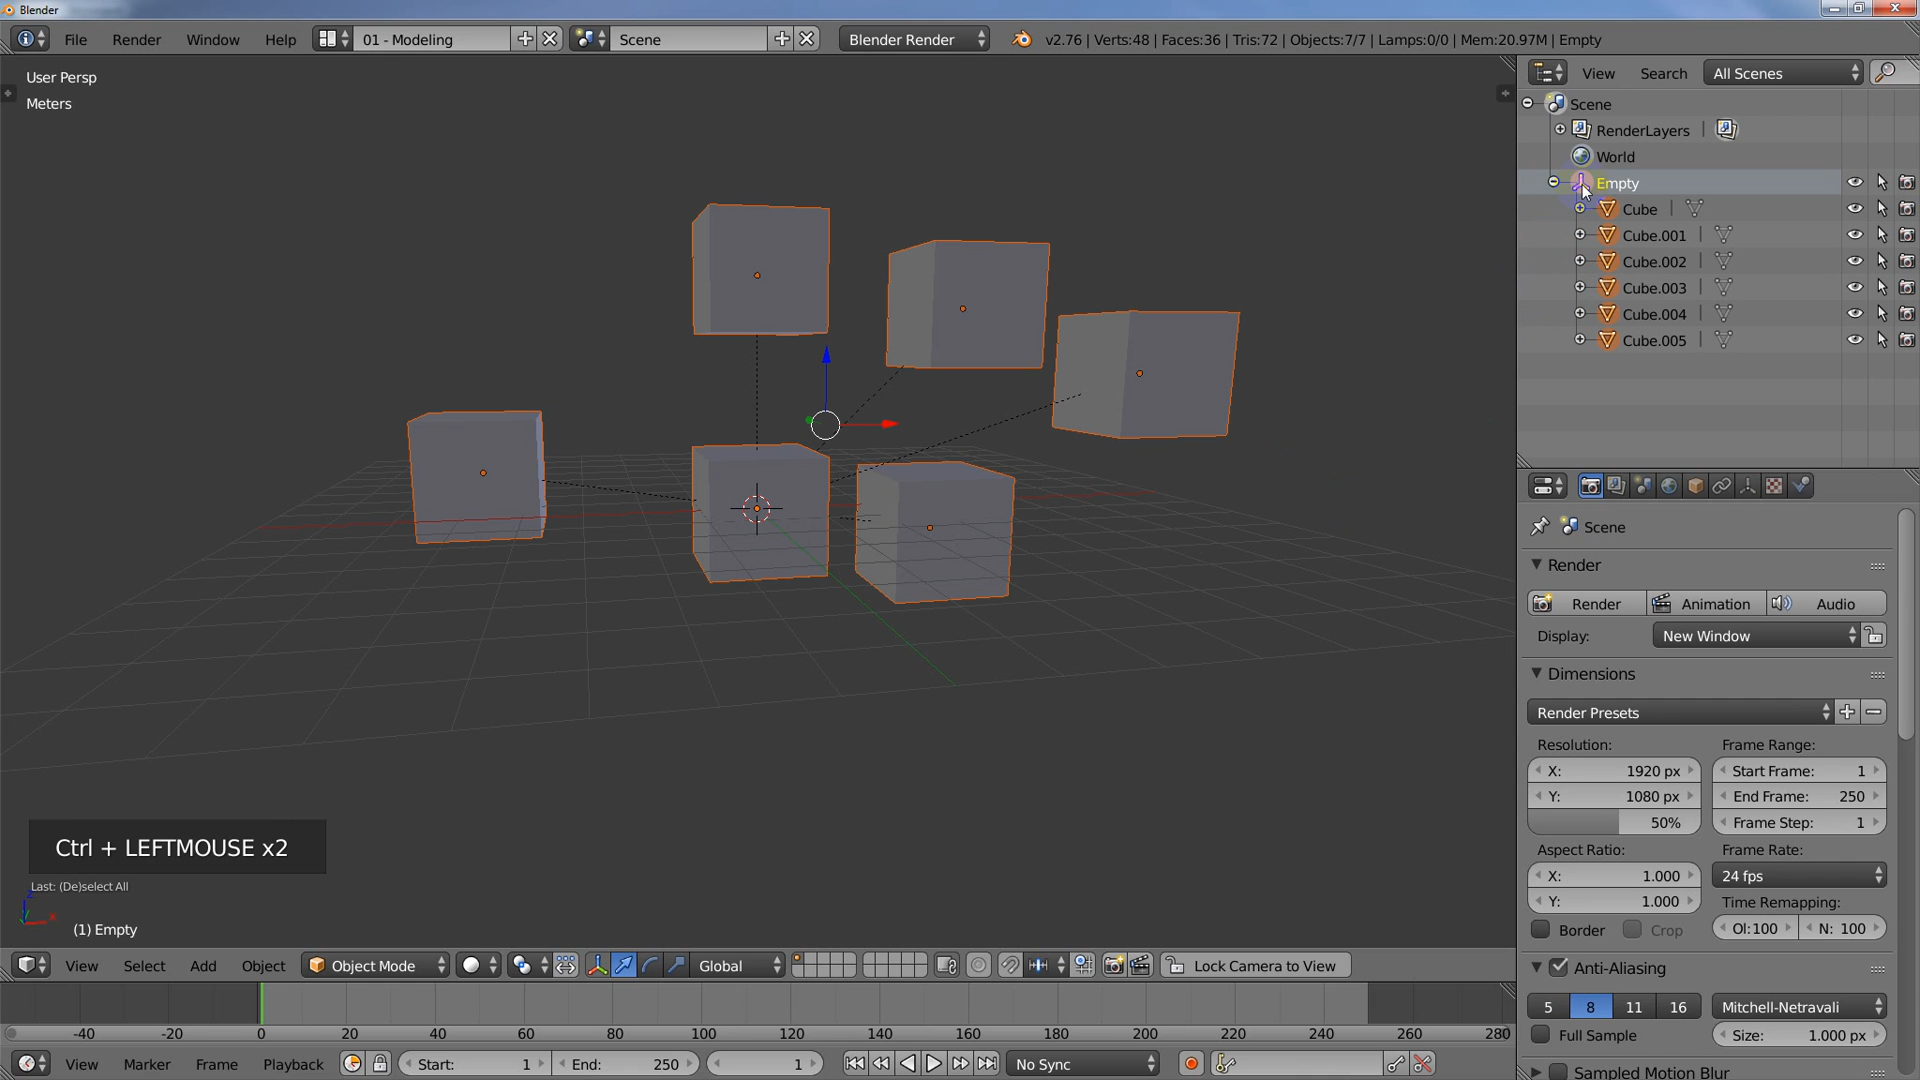 Blender
File Render Window Help 01 - Modeling Scene Blender Render v2.76 | Verts:48 | Faces:36 | Tris:72 | Objects:7/7 | Lamps:0/0 | Mem:20.97M | Empty
User Persp
Meters
View Search All Scenes
Scene
RenderLayers |
World
Empty
Cube |
Cube.001 |
Cube.002 |
Cube.003 |
Cube.004 |
Cube.005 |
Scene
Render
Render Animation Audio
Display: New Window
Dimensions
Render Presets
Resolution: Frame Range:
X: 1920 px Start Frame: 1
Y: 1080 px End Frame: 250
50% Frame Step: 1
Aspect Ratio: Frame Rate:
X: 1.000 24 fps
Y: 1.000 Time Remapping:
Border Crop Ol:100 N: 100
Anti-Aliasing
5 8 11 16 Mitchell-Netravali
Full Sample Size: 1.000 px
Sampled Motion Blur
Ctrl + LEFTMOUSE x2
Last: (De)select All
(1) Empty
View Select Add Object Object Mode Global Lock Camera to View
-40 -20 0 20 40 60 80 100 120 140 160 180 200 220 240 260 280
View Marker Frame Playback Start: 1 End: 250 1 No Sync